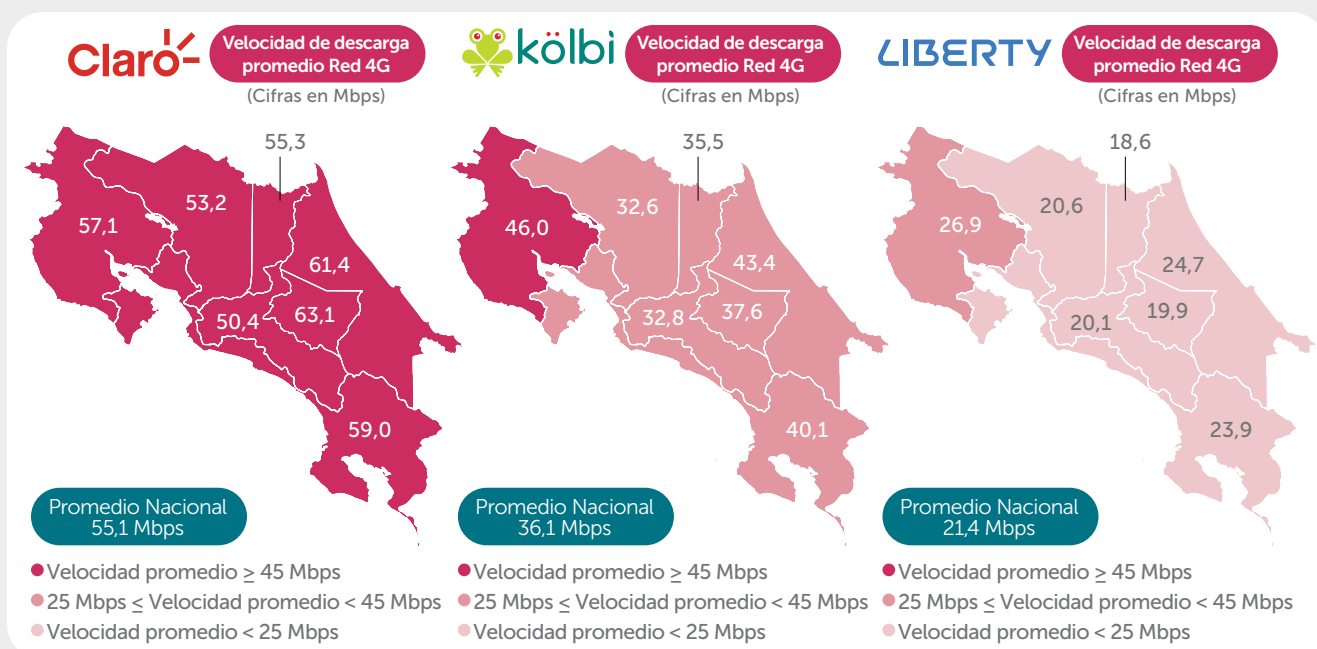 Claro
Velocidad de descarga
promedio Red 4G
(Cifras en Mbps)
55,3
53,2
57,1
61,4
63,1
50,4
59,0
Promedio Nacional
55,1 Mbps
Velocidad promedio ≥ 45 Mbps
25 Mbps ≤ Velocidad promedio < 45 Mbps
Velocidad promedio < 25 Mbps
kölbi
Velocidad de descarga
promedio Red 4G
(Cifras en Mbps)
35,5
32,6
46,0
43,4
37,6
32,8
40,1
Promedio Nacional
36,1 Mbps
Velocidad promedio ≥ 45 Mbps
25 Mbps ≤ Velocidad promedio < 45 Mbps
Velocidad promedio < 25 Mbps
LIBERTY
Velocidad de descarga
promedio Red 4G
(Cifras en Mbps)
18,6
20,6
26,9
24,7
19,9
20,1
23,9
Promedio Nacional
21,4 Mbps
Velocidad promedio ≥ 45 Mbps
25 Mbps ≤ Velocidad promedio < 45 Mbps
Velocidad promedio < 25 Mbps